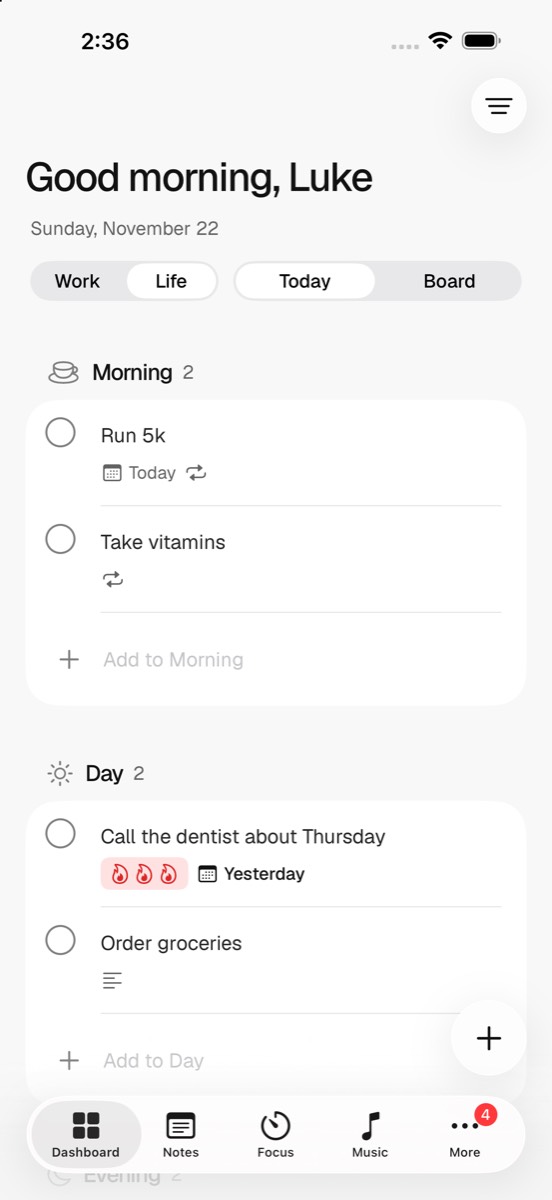 2:36
Good morning, Luke
Sunday, November 22
Work Life Today Board
Morning 2
Run 5k
Today
Take vitamins
Add to Morning
Day 2
Call the dentist about Thursday
Yesterday
Order groceries
Add to Day
4
Dashboard Notes Focus Music More
Evening 2